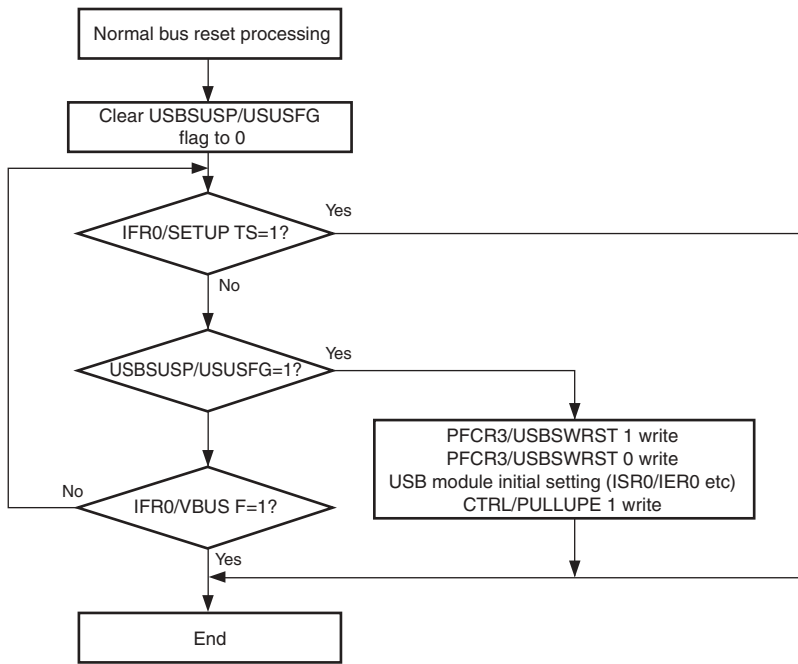 Normal bus reset processing
Clear USBSUSP/USUSFG
flag to 0
Yes
IFR0/SETUP TS=1?
No
Yes
USBSUSP/USUSFG=1?
PFCR3/USBSWRST 1 write
PFCR3/USBSWRST 0 write
USB module initial setting (ISR0/IER0 etc)
CTRL/PULLUPE 1 write
No
IFR0/VBUS F=1?
Yes
End